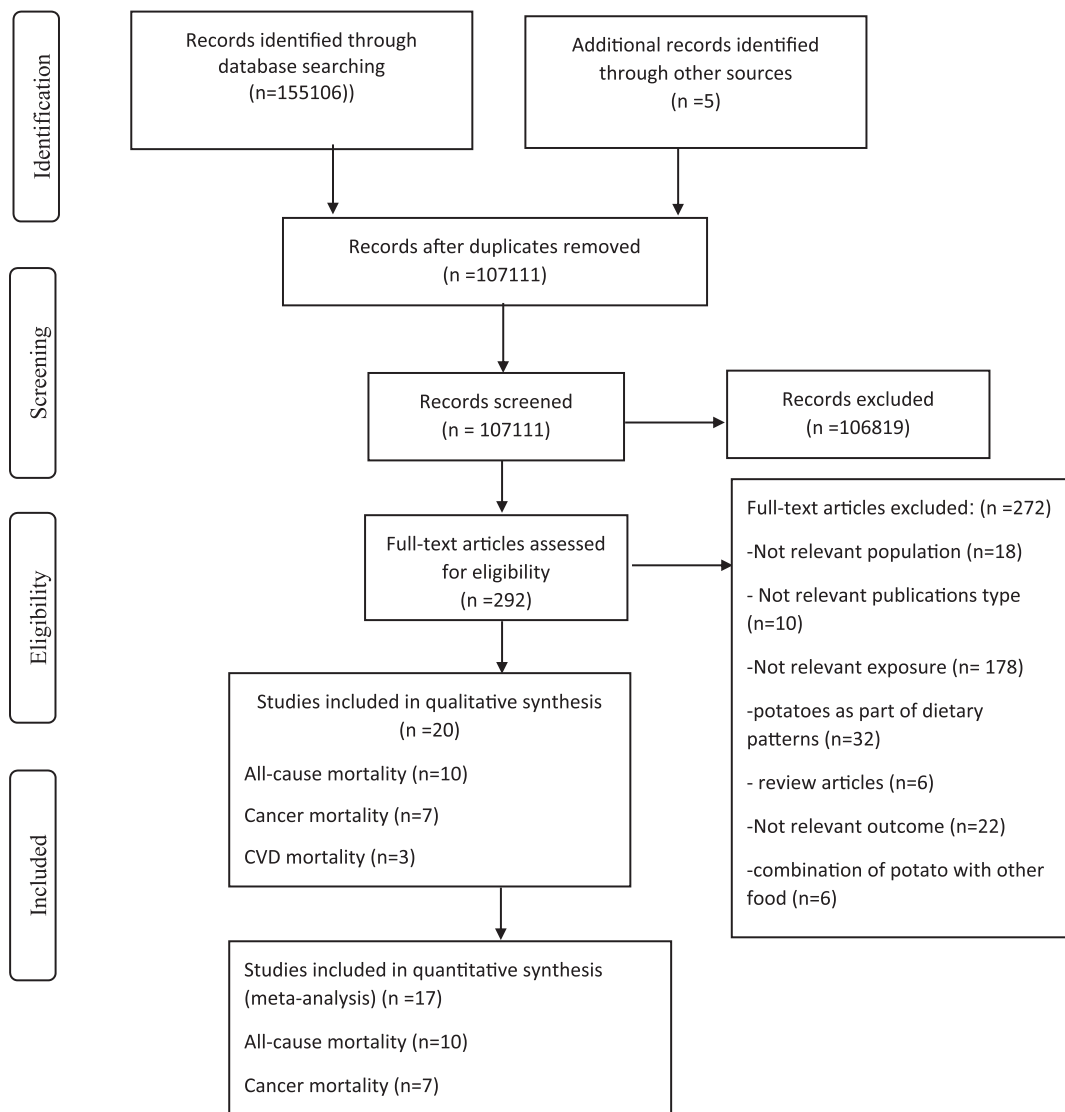 Identification
Records identified through
database searching
(n=155106))
Additional records identified
through other sources
(n =5)
Records after duplicates removed
(n =107111)
Screening
Records screened
(n = 107111)
Records excluded
(n =106819)
Eligibility
Full-text articles assessed
for eligibility
(n =292)
Full-text articles excluded: (n =272)
-Not relevant population (n=18)
- Not relevant publications type
(n=10)
-Not relevant exposure (n= 178)
-potatoes as part of dietary
patterns (n=32)
- review articles (n=6)
-Not relevant outcome (n=22)
-combination of potato with other
food (n=6)
Studies included in qualitative synthesis
(n =20)
All-cause mortality (n=10)
Cancer mortality (n=7)
CVD mortality (n=3)
Included
Studies included in quantitative synthesis
(meta-analysis) (n =17)
All-cause mortality (n=10)
Cancer mortality (n=7)